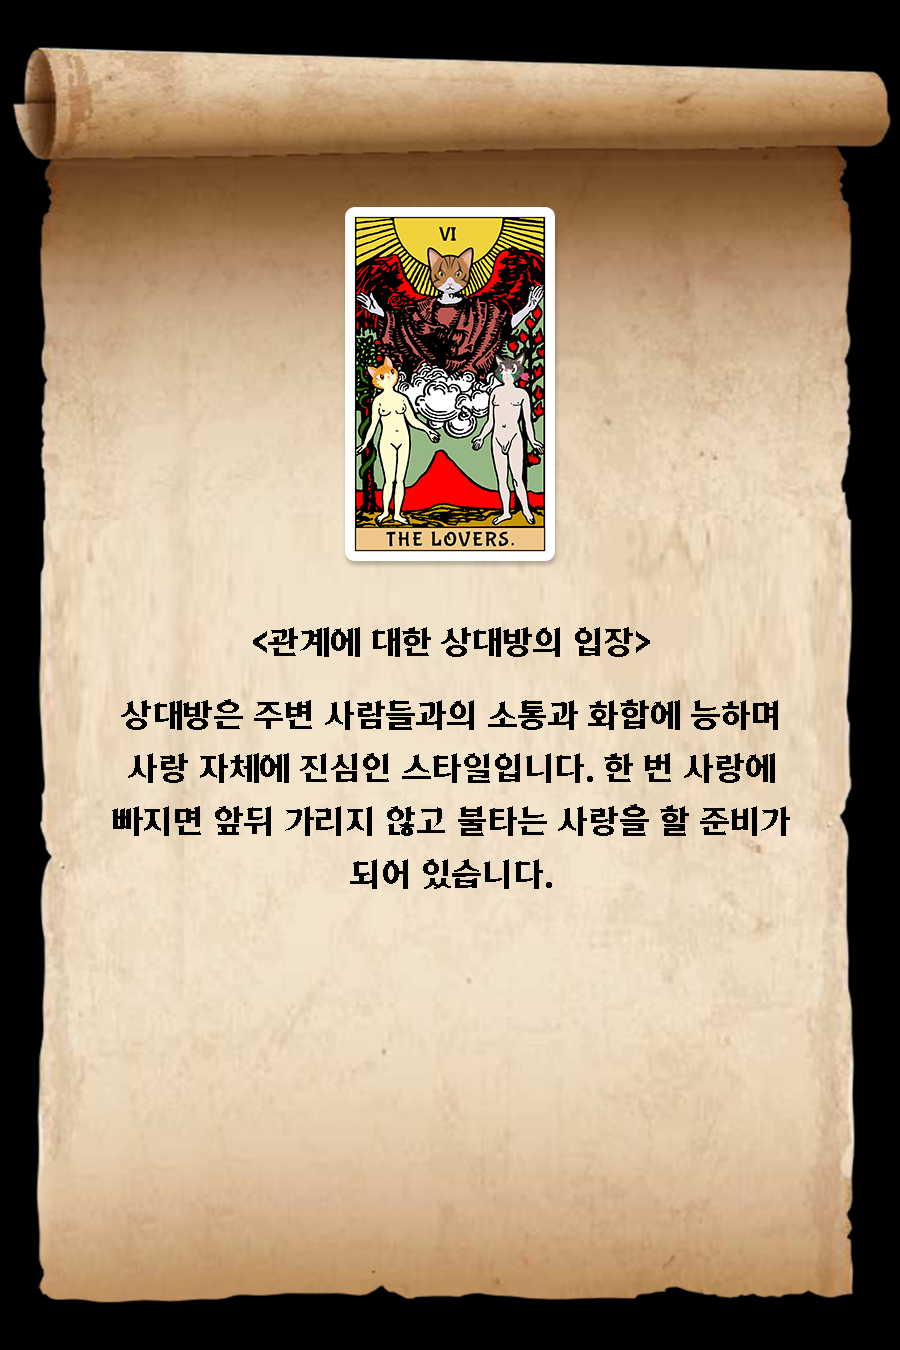 VI
THE LOVERS.
<관계에 대한 상대방의 입장>
상대방은 주변 사람들과의 소통과 화합에 능하며
사랑 자체에 진심인 스타일입니다. 한 번 사랑에
빠지면 앞뒤 가리지 않고 불타는 사랑을 할 준비가
되어 있습니다.